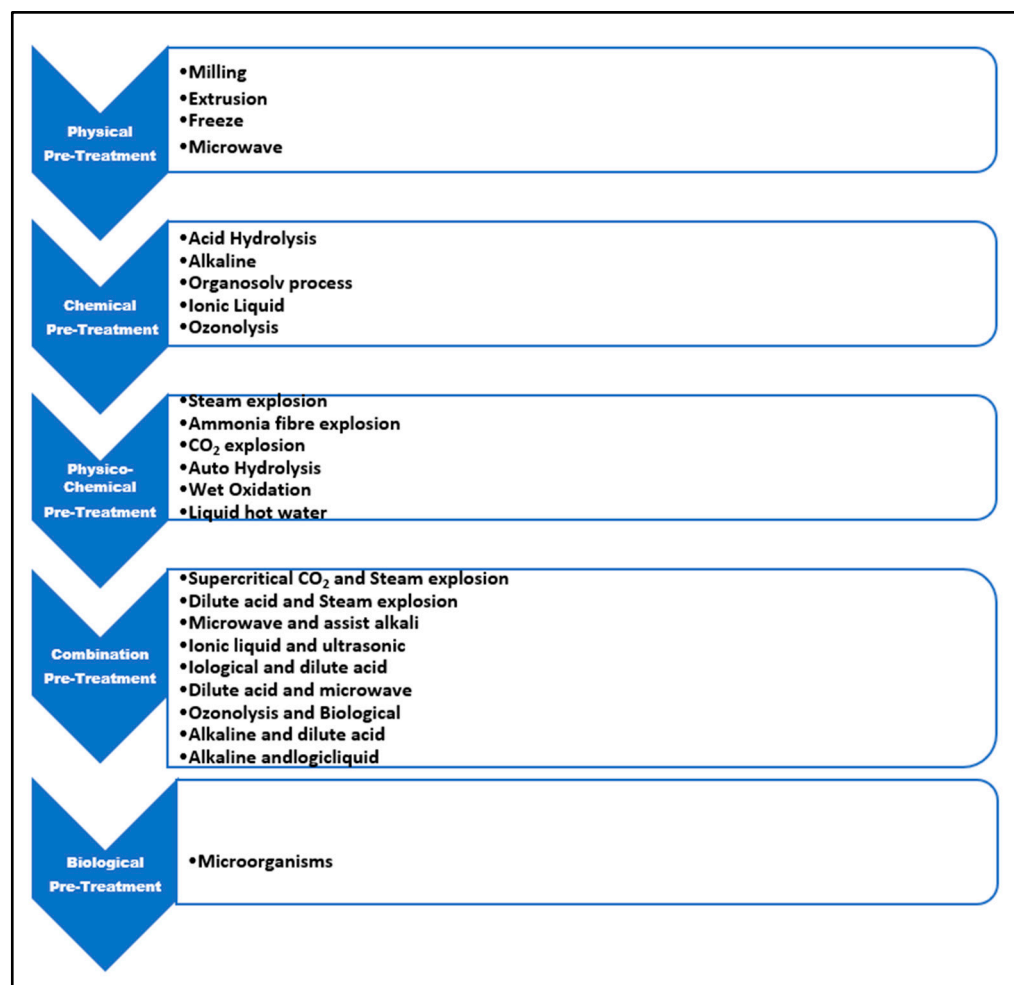 Physical
Pre-Treatment
•Milling
•Extrusion
•Freeze
•Microwave
Chemical
Pre-Treatment
•Acid Hydrolysis
•Alkaline
•Organosolv process
•Ionic Liquid
•Ozonolysis
Physico-
Chemical
Pre-Treatment
•Steam explosion
•Ammonia fibre explosion
•CO₂ explosion
•Auto Hydrolysis
•Wet Oxidation
•Liquid hot water
Combination
Pre-Treatment
•Supercritical CO₂ and Steam explosion
•Dilute acid and Steam explosion
•Microwave and assist alkali
•Ionic liquid and ultrasonic
•Iological and dilute acid
•Dilute acid and microwave
•Ozonolysis and Biological
•Alkaline and dilute acid
•Alkaline andlogicliquid
Biological
Pre-Treatment
•Microorganisms